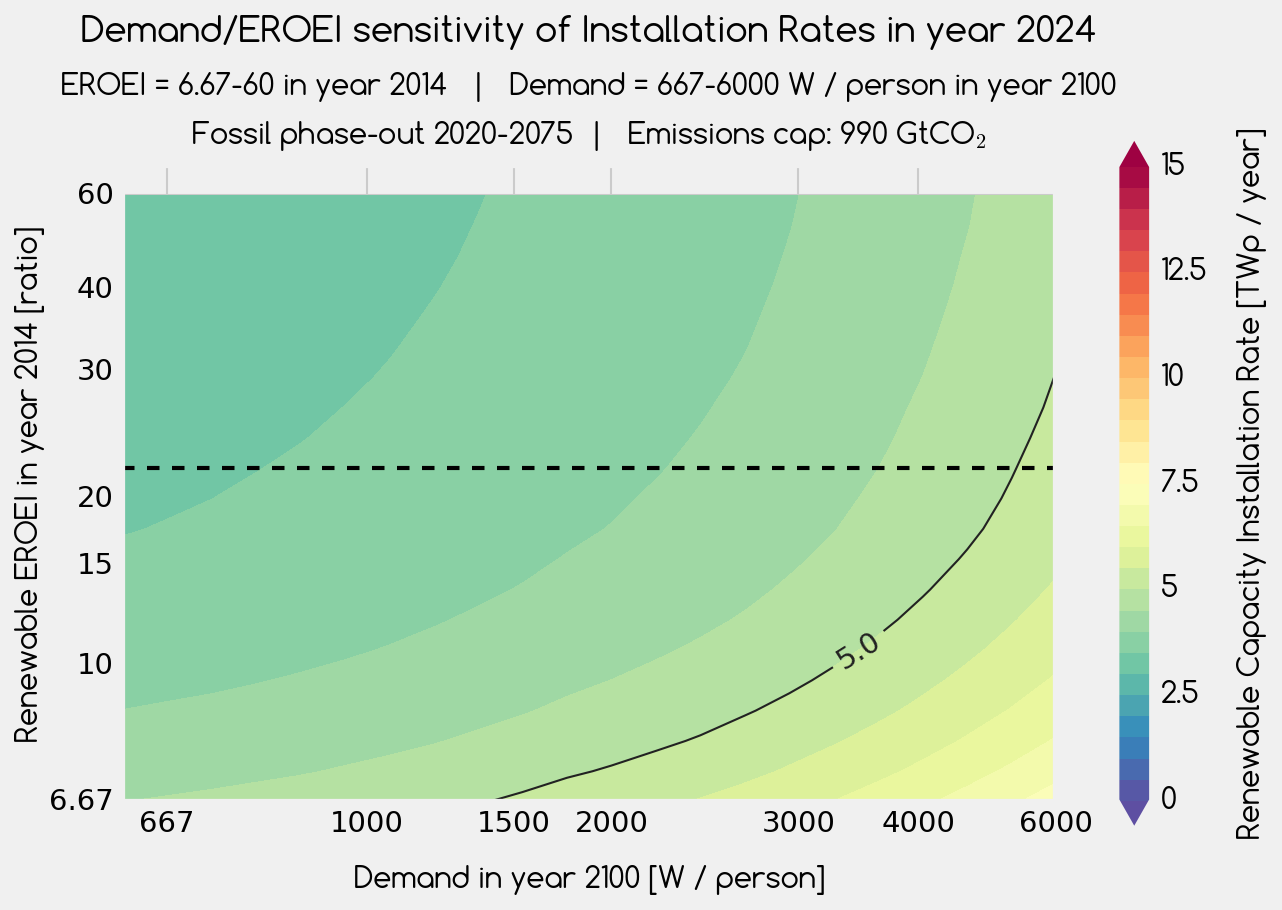 Demand/EROEI sensitivity of Installation Rates in year 2024
EROEI = 6.67-60 in year 2014 | Demand = 667-6000 W / person in year 2100
Fossil phase-out 2020-2075 | Emissions cap: 990 GtCO₂
60
40
30
20
15
10
6.67
Renewable EROEI in year 2014 [ratio]
5.0
667 1000 1500 2000 3000 4000 6000
Demand in year 2100 [W / person]
15
12.5
10
7.5
5
2.5
0
Renewable Capacity Installation Rate [TWp / year]